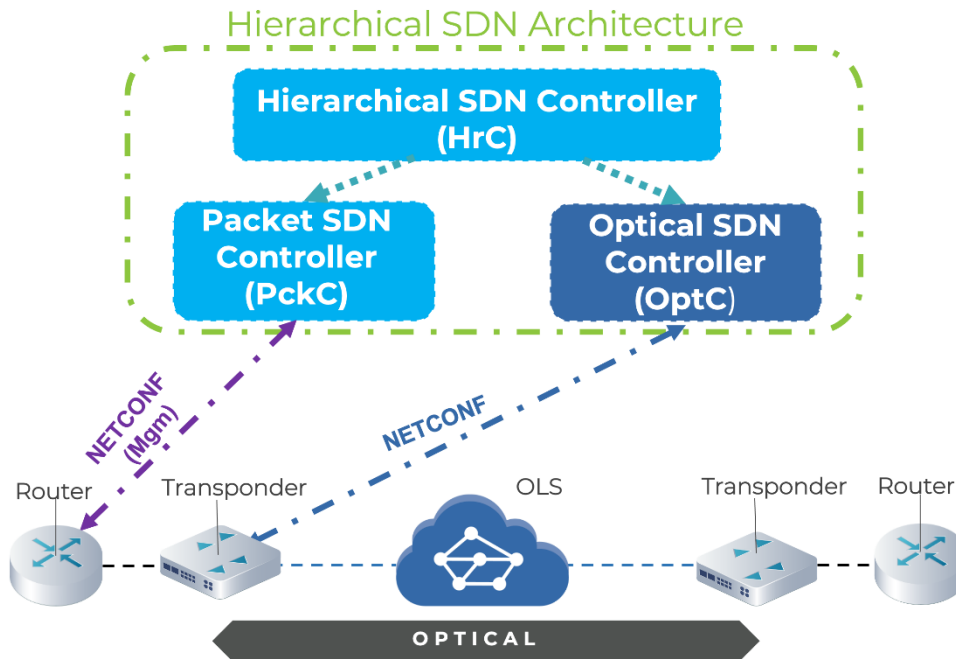 Hierarchical SDN Architecture
Hierarchical SDN Controller
(HrC)
Packet SDN
Controller
(PckC)
Optical SDN
Controller
(OptC)
NETCONF
(Mgm)
NETCONF
Router
Transponder
OLS
Transponder
Router
OPTICAL